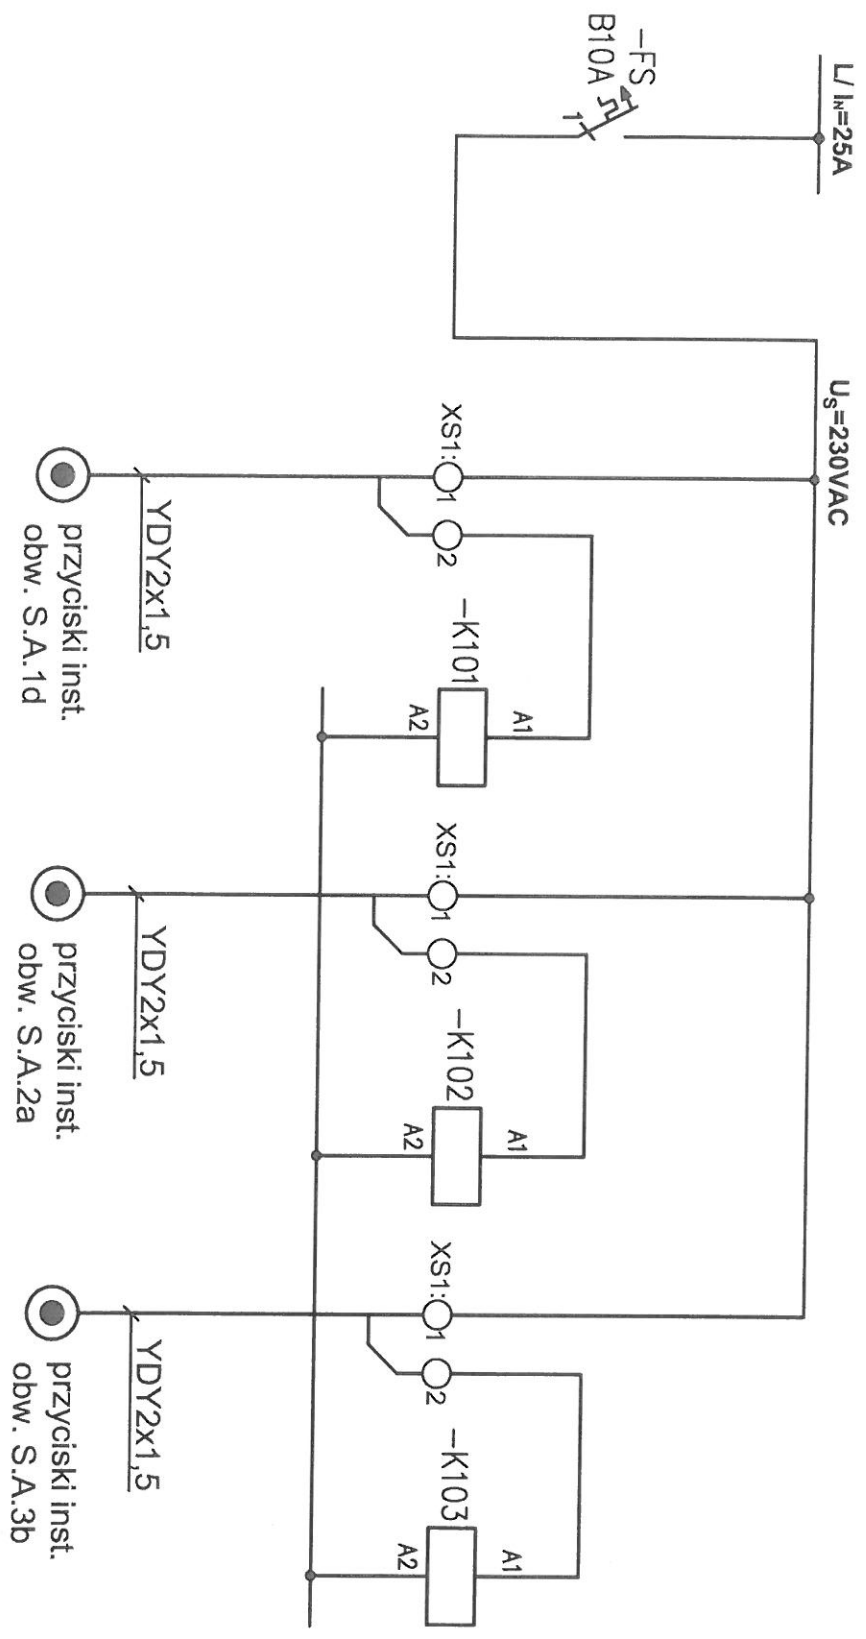 L/ IN=25A
US=230VAC
-FS
B10A
1
XS1:
1
2
-K101
A1
A2
YDY2x1,5
przyciski inst.
obw. S.A.1d
XS1:
1
2
-K102
A1
A2
YDY2x1,5
przyciski inst.
obw. S.A.2a
XS1:
1
2
-K103
A1
A2
YDY2x1,5
przyciski inst.
obw. S.A.3b